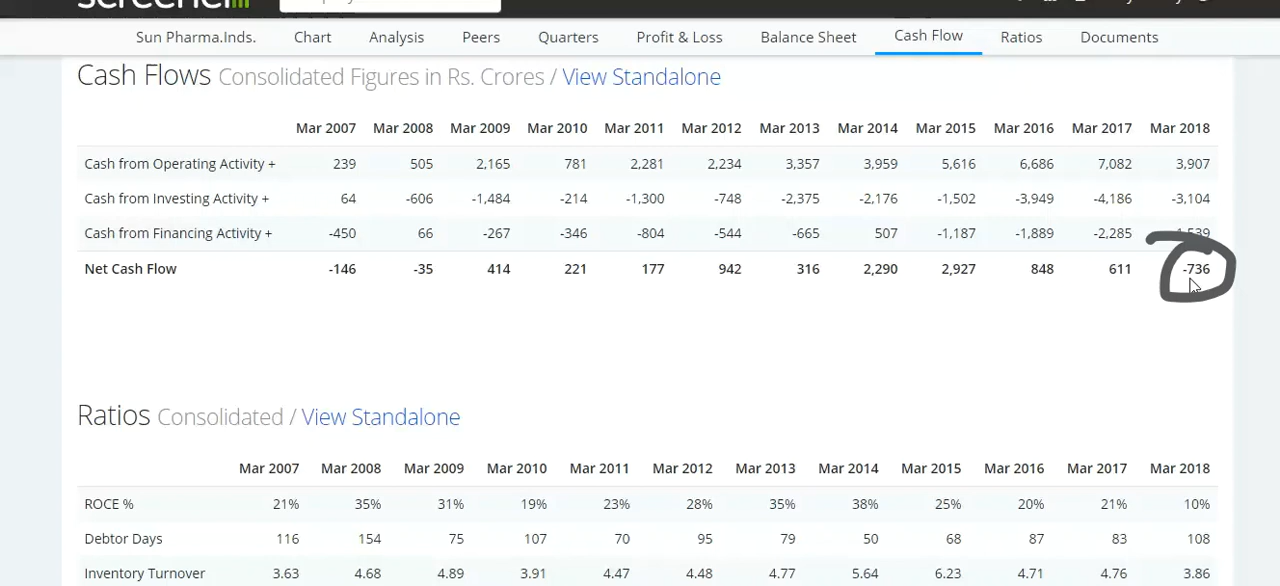 screener
Sun Pharma.Inds. Chart Analysis Peers Quarters Profit & Loss Balance Sheet Cash Flow Ratios Documents
Cash Flows Consolidated Figures in Rs. Crores / View Standalone
Mar 2007 Mar 2008 Mar 2009 Mar 2010 Mar 2011 Mar 2012 Mar 2013 Mar 2014 Mar 2015 Mar 2016 Mar 2017 Mar 2018
Cash from Operating Activity + 239 505 2,165 781 2,281 2,234 3,357 3,959 5,616 6,686 7,082 3,907
Cash from Investing Activity + 64 -606 -1,484 -214 -1,300 -748 -2,375 -2,176 -1,502 -3,949 -4,186 -3,104
Cash from Financing Activity + -450 66 -267 -346 -804 -544 -665 507 -1,187 -1,889 -2,285 -1,539
Net Cash Flow -146 -35 414 221 177 942 316 2,290 2,927 848 611 -736
Ratios Consolidated / View Standalone
Mar 2007 Mar 2008 Mar 2009 Mar 2010 Mar 2011 Mar 2012 Mar 2013 Mar 2014 Mar 2015 Mar 2016 Mar 2017 Mar 2018
ROCE % 21% 35% 31% 19% 23% 28% 35% 38% 25% 20% 21% 10%
Debtor Days 116 154 75 107 70 95 79 50 68 87 83 108
Inventory Turnover 3.63 4.68 4.89 3.91 4.47 4.48 4.77 5.64 6.23 4.71 4.76 3.86